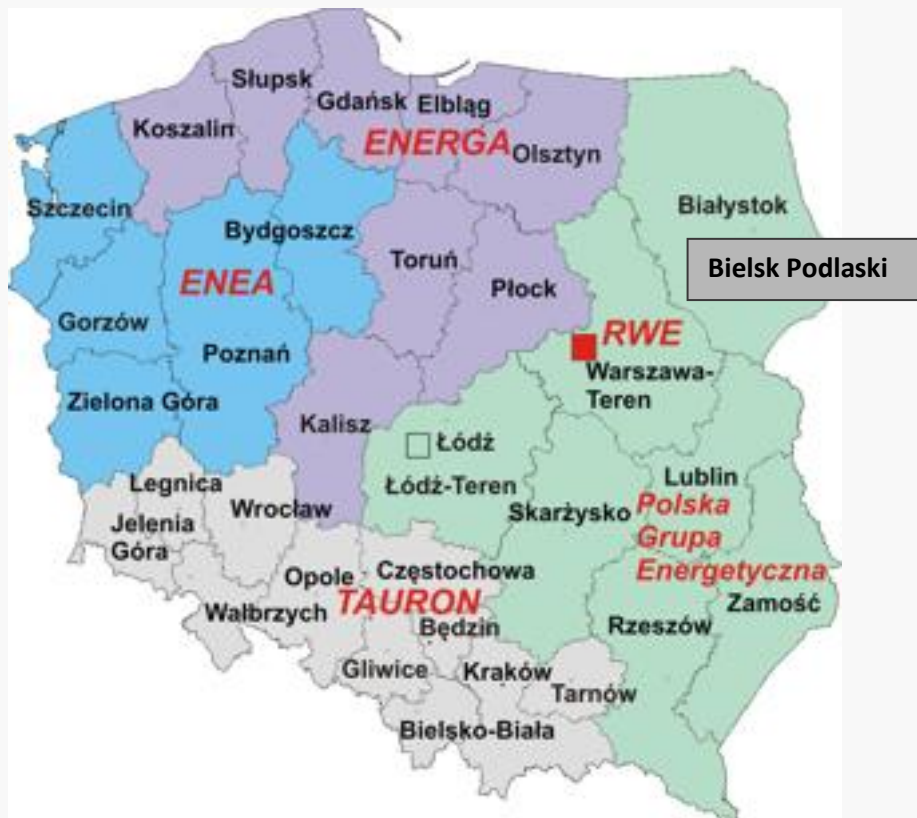 Słupsk
Gdańsk
Elbląg
Koszalin
ENERGA
Olsztyn
Szczecin
Białystok
Bydgoszcz
Toruń
Bielsk Podlaski
ENEA
Płock
Gorzów
RWE
Poznań
Warszawa-
Teren
Zielona Góra
Kalisz
Łódź
Łódź-Teren
Lublin
Legnica
Wrocław
Skarżysko
Polska
Grupa
Energetyczna
Jelenia
Góra
Opole
Częstochowa
Wałbrzych
TAURON
Zamość
Będzin
Rzeszów
Gliwice
Kraków
Tarnów
Bielsko-Biała